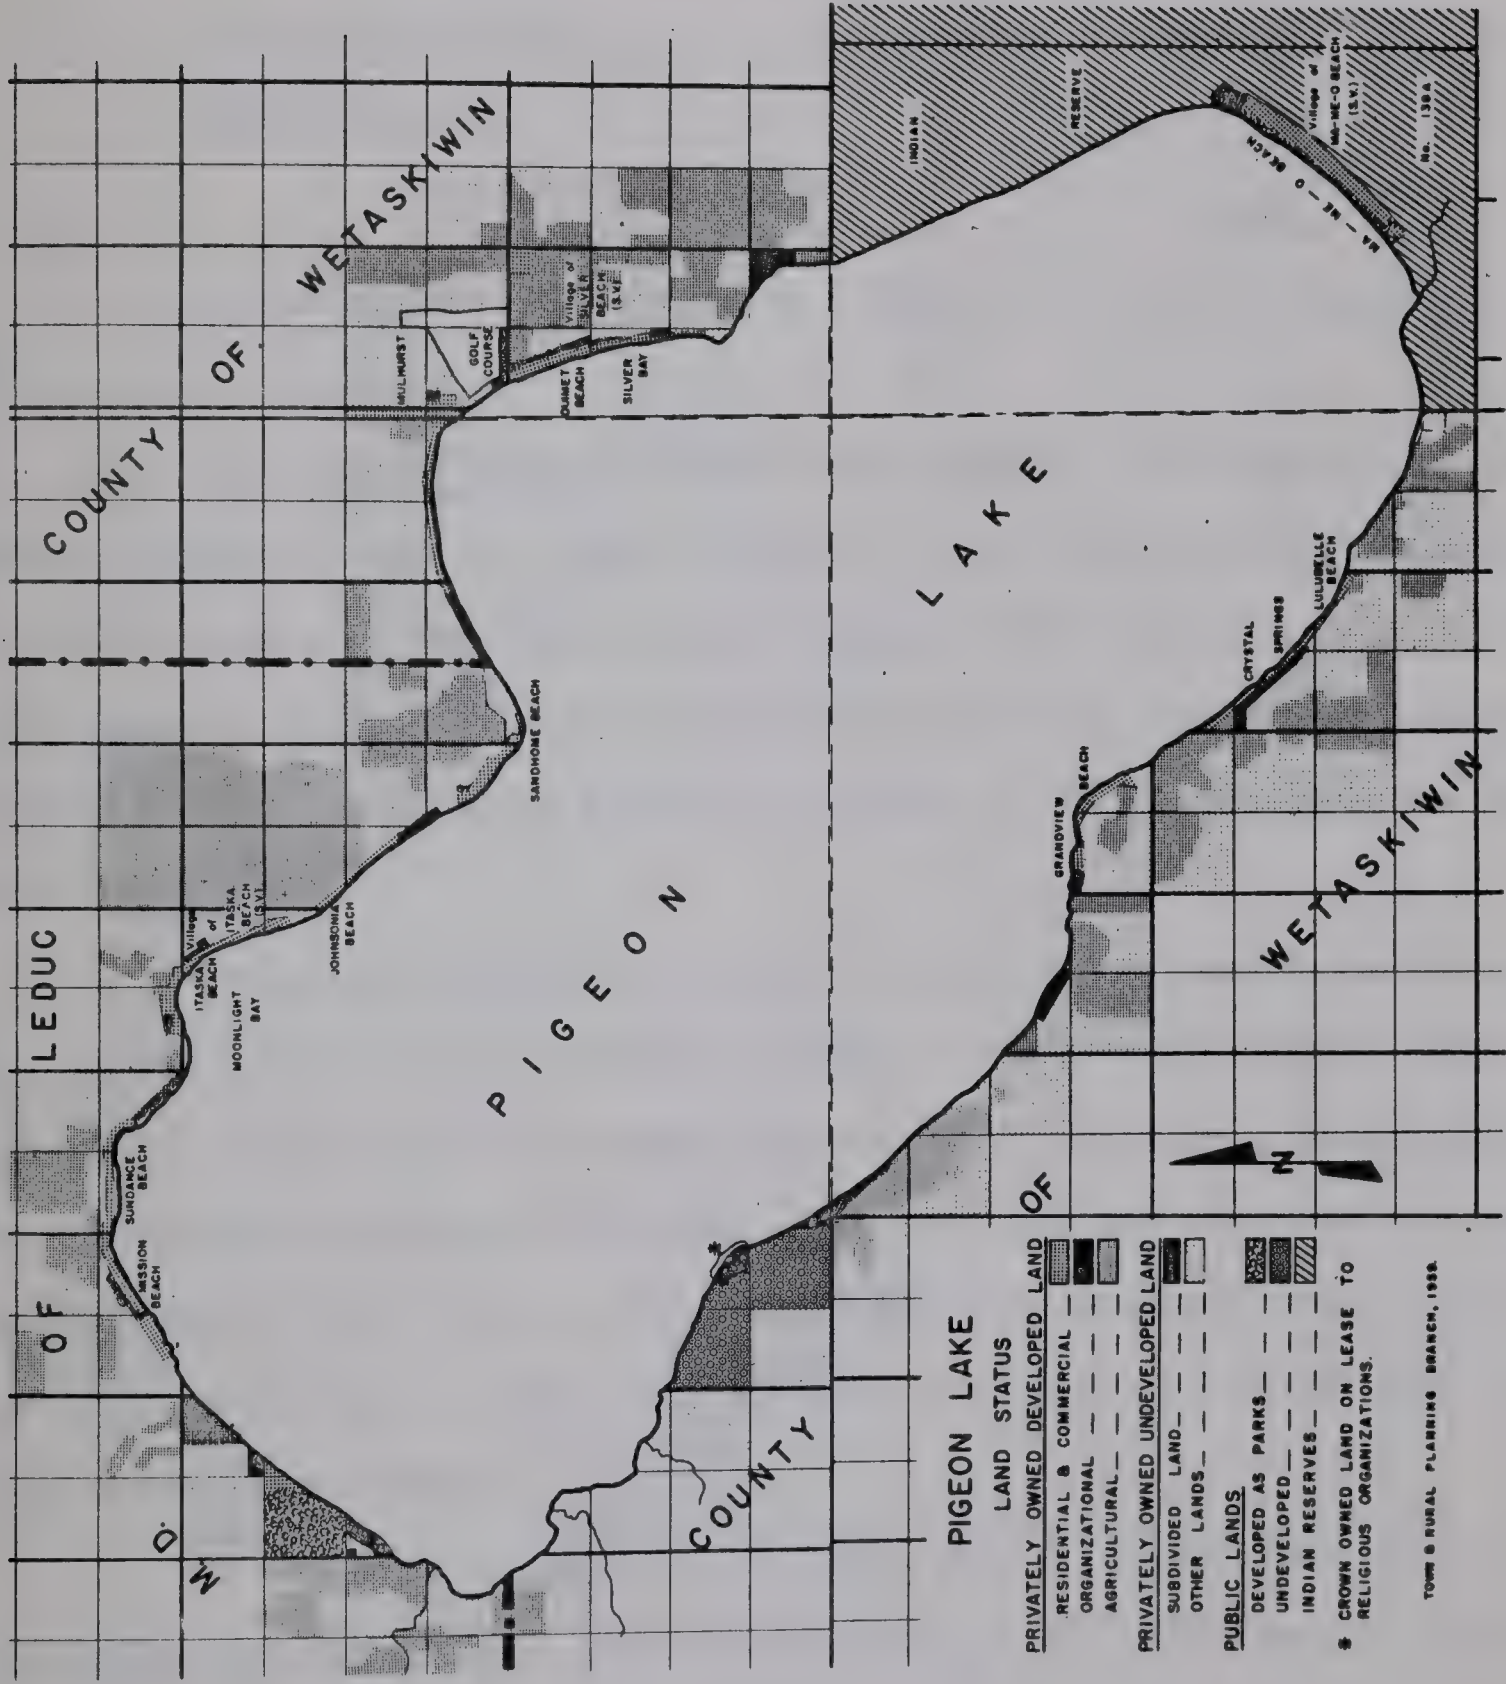 M. D. OF LEDUC
COUNTY OF WETASKIWIN
MISSION
BEACH
SUNDANCE
BEACH
MOONLIGHT
BAY
ITASKA
BEACH
Village
of
ITASKA
BEACH
(S.V.)
JOHNSONIA
BEACH
SANDHOME BEACH
MULHURST
GOLF
COURSE
Village of
SILVER
BEACH
(S.V.)
QUIMET
BEACH
SILVER
BAY
PIGEON LAKE
INDIAN
RESERVE
Village of
MA-ME-O BEACH
(S.V.)
No. 138A
MA-ME-O BEACH
GRANDVIEW
BEACH
CRYSTAL
SPRINGS
LULUBELLE
BEACH
COUNTY OF WETASKIWIN
N
*
PIGEON LAKE
LAND STATUS
PRIVATELY OWNED DEVELOPED LAND
RESIDENTIAL & COMMERCIAL
ORGANIZATIONAL
AGRICULTURAL
PRIVATELY OWNED UNDEVELOPED LAND
SUBDIVIDED LAND
OTHER LANDS
PUBLIC LANDS
DEVELOPED AS PARKS
UNDEVELOPED
INDIAN RESERVES
* CROWN OWNED LAND ON LEASE TO
RELIGIOUS ORGANIZATIONS.
TOWN & RURAL PLANNING BRANCH, 1959.